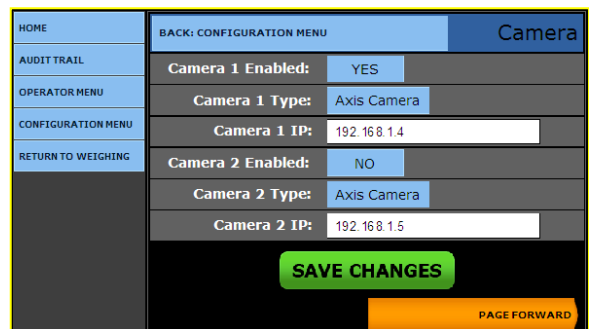 HOME
AUDIT TRAIL
OPERATOR MENU
CONFIGURATION MENU
RETURN TO WEIGHING
BACK: CONFIGURATION MENU
Camera
Camera 1 Enabled: YES
Camera 1 Type: Axis Camera
Camera 1 IP: 192.168.1.4
Camera 2 Enabled: NO
Camera 2 Type: Axis Camera
Camera 2 IP: 192.168.1.5
SAVE CHANGES
PAGE FORWARD